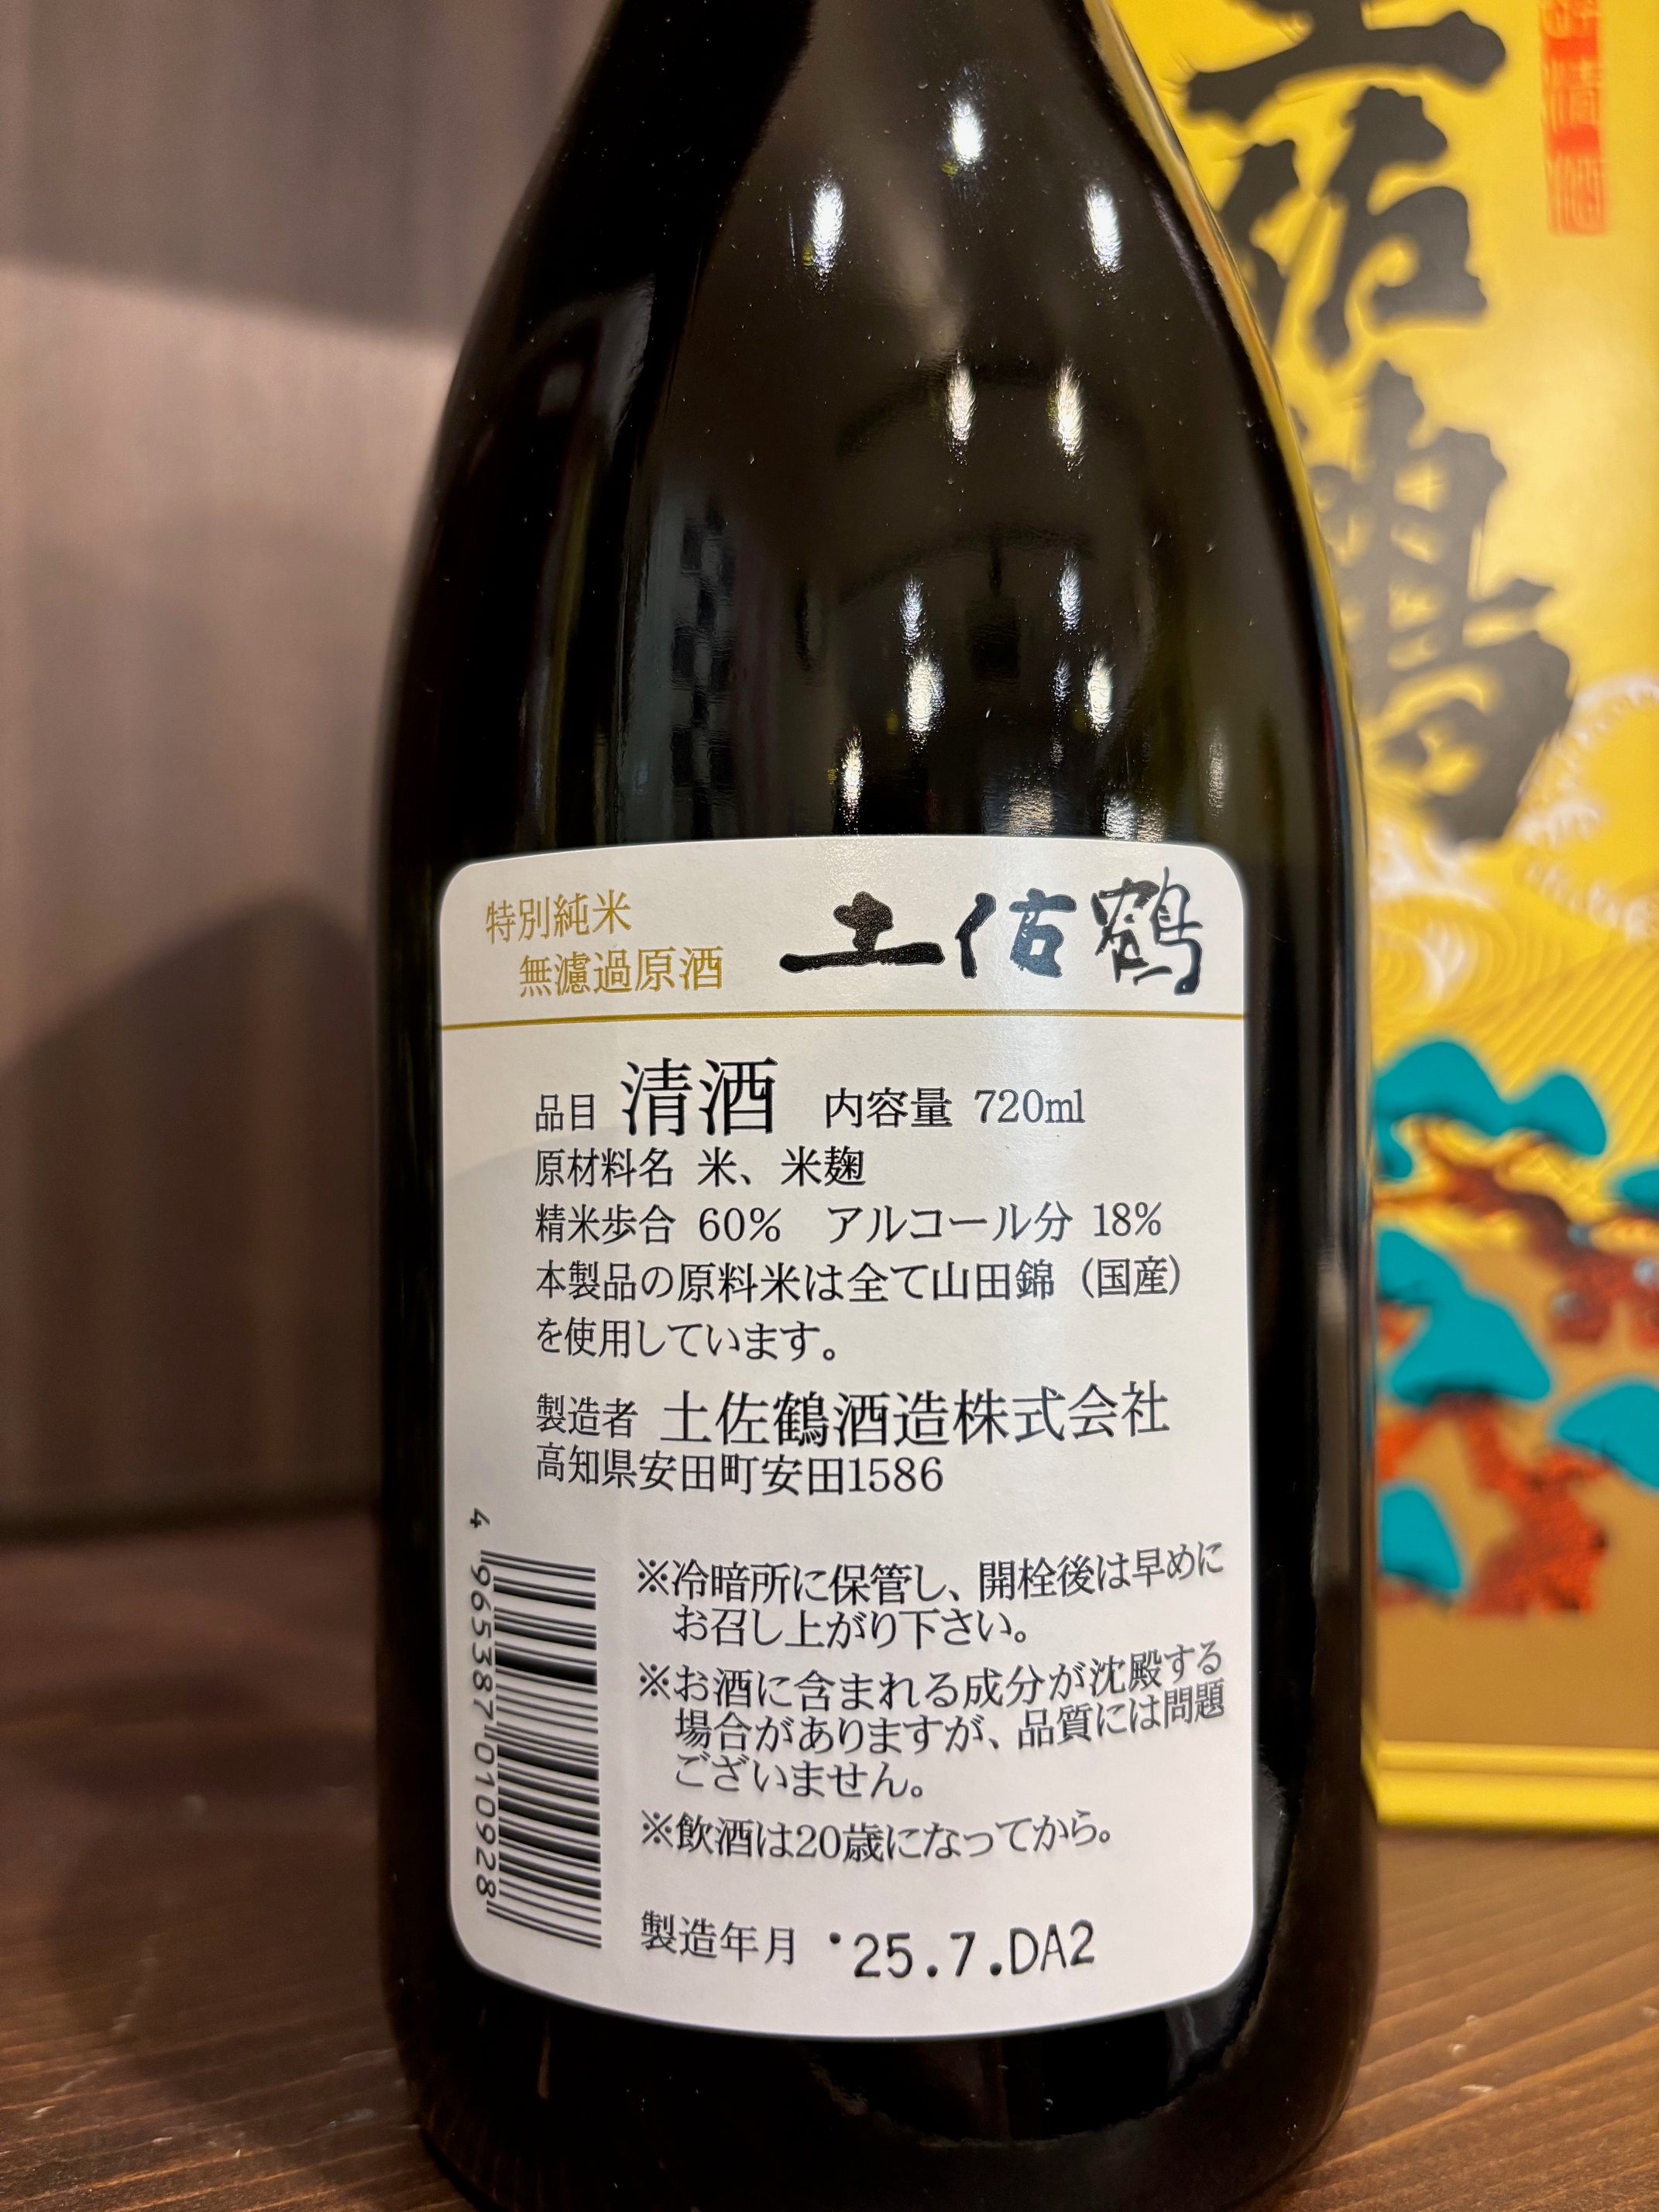 土佐鶴
特別純米
無濾過原酒
土佐鶴
品目 清酒 内容量 720ml
原材料名 米、米麹
精米歩合 60% アルコール分 18%
本製品の原料米は全て山田錦（国産）
を使用しています。
製造者 土佐鶴酒造株式会社
高知県安田町安田1586
※冷暗所に保管し、開栓後は早めに
お召し上がり下さい。
※お酒に含まれる成分が沈殿する
場合がありますが、品質には問題
ございません。
※飲酒は20歳になってから。
製造年月 '25.7.DA2
4965387010928